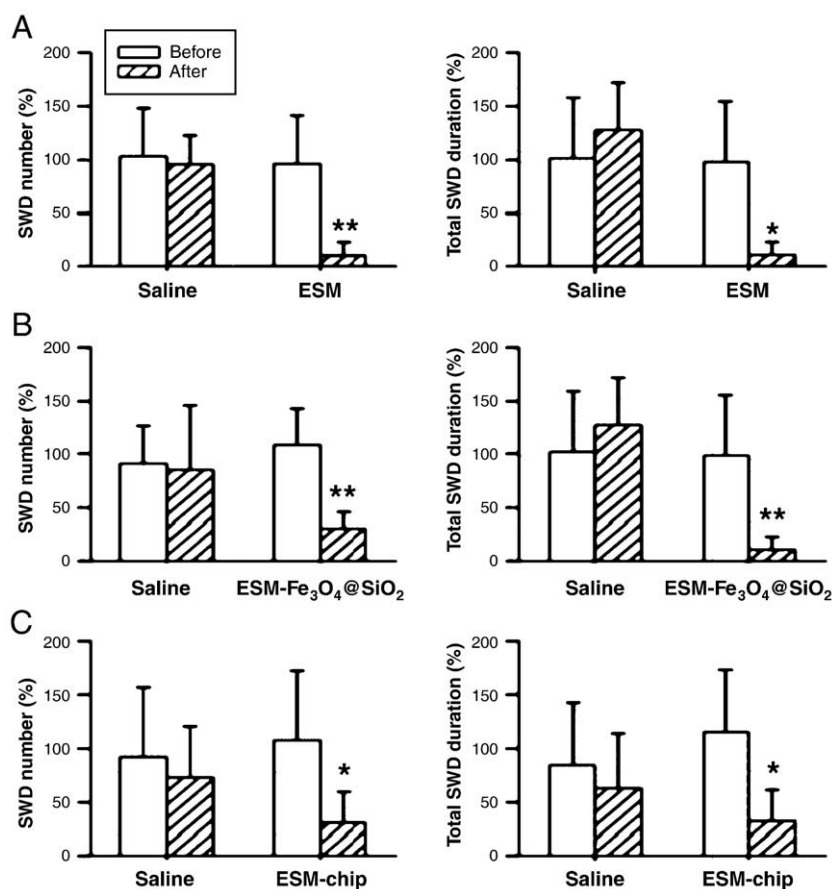 A
Before
After
SWD number (%)
200
150
100
50
0
**
Saline
ESM
Total SWD duration (%)
200
150
100
50
0
*
Saline
ESM
B
SWD number (%)
200
150
100
50
0
**
Saline
ESM-Fe₃O₄@SiO₂
Total SWD duration (%)
200
150
100
50
0
**
Saline
ESM-Fe₃O₄@SiO₂
C
SWD number (%)
200
150
100
50
0
*
Saline
ESM-chip
Total SWD duration (%)
200
150
100
50
0
*
Saline
ESM-chip